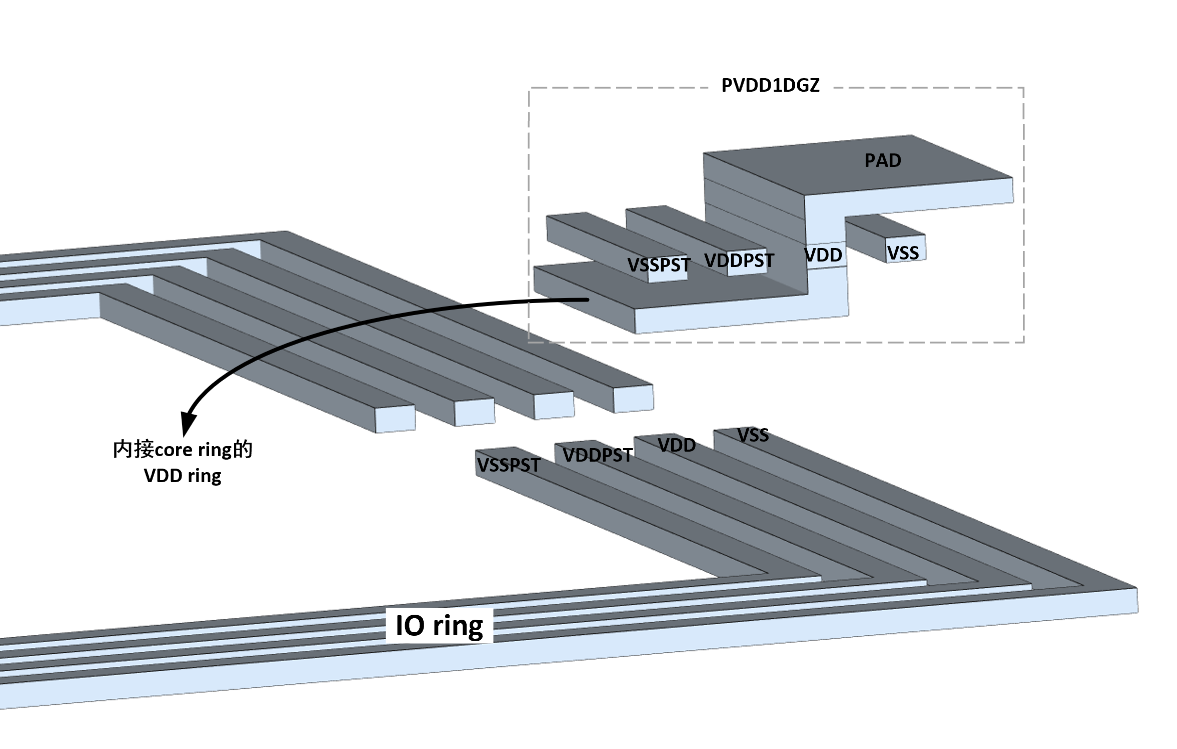 PVDD1DGZ
PAD
VSSPST
VDDPST
VDD
VSS
内接core ring的
VDD ring
VSSPST
VDDPST
VDD
VSS
IO ring